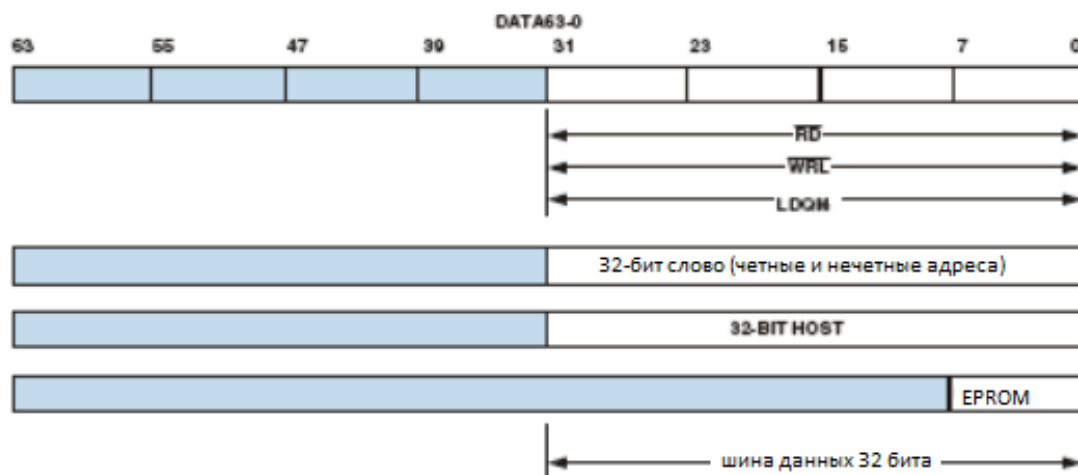 DATA63-0
63 55 47 39 31 23 15 7 0
RD
WRL
LDQM
32-бит слово (четные и нечетные адреса)
32-BIT HOST
EPROM
шина данных 32 бита